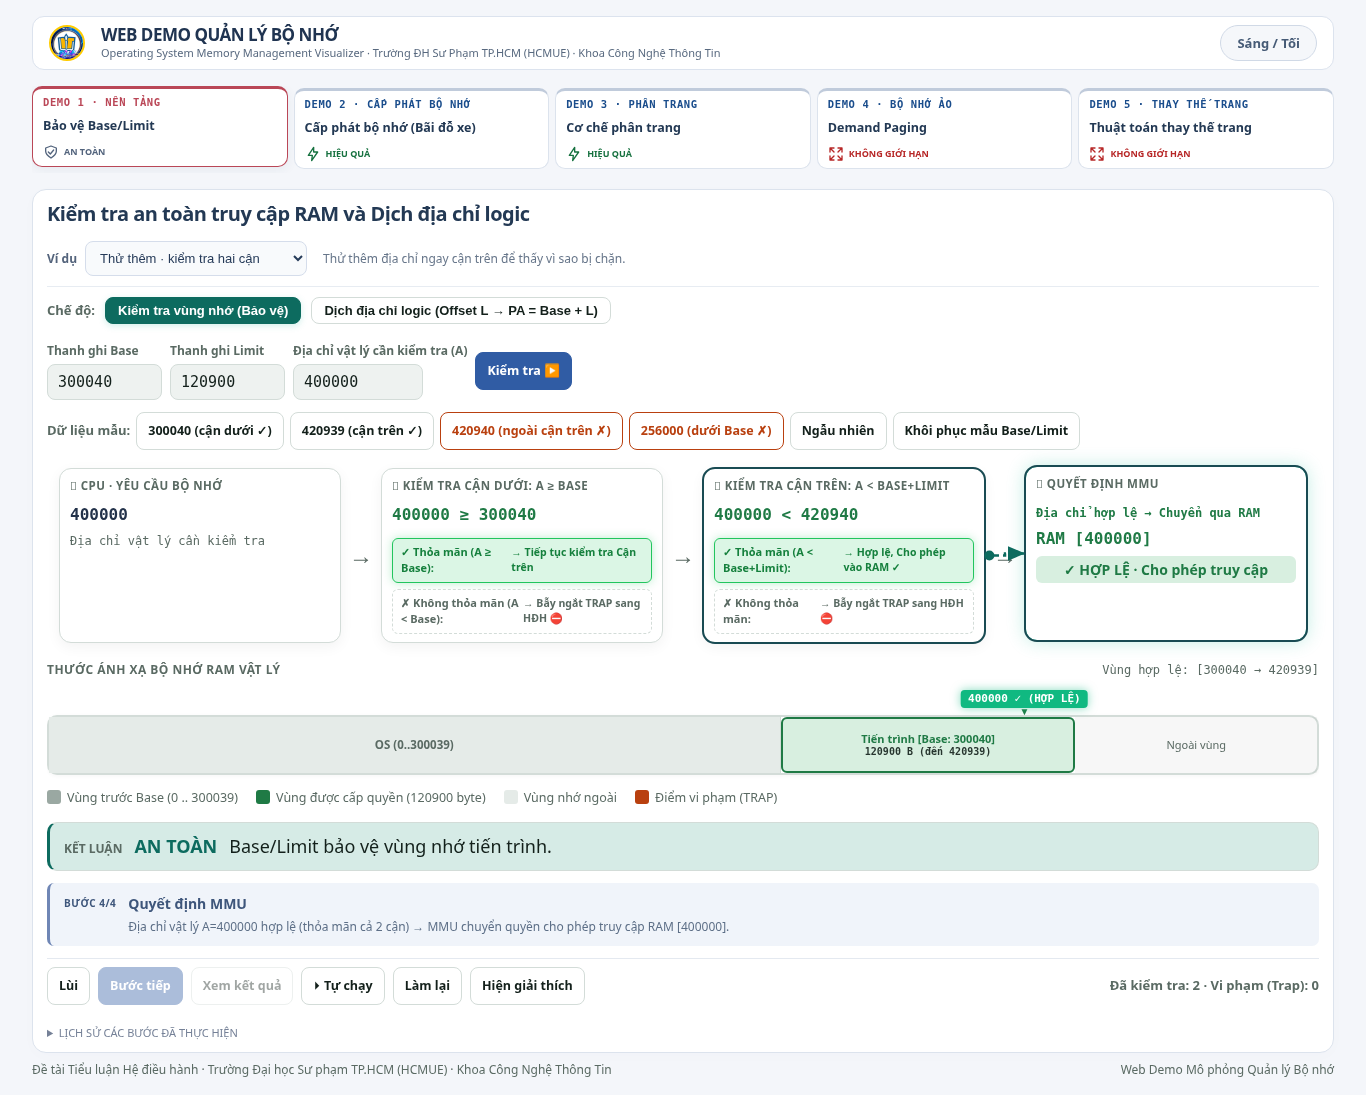 WEB DEMO QUẢN LÝ BỘ NHỚ
Operating System Memory Management Visualizer · Trường ĐH Sư Phạm TP.HCM (HCMUE) · Khoa Công Nghệ Thông Tin
Sáng / Tối
DEMO 1 · NỀN TẢNG
Bảo vệ Base/Limit
AN TOÀN
DEMO 2 · CẤP PHÁT BỘ NHỚ
Cấp phát bộ nhớ (Bãi đỗ xe)
HIỆU QUẢ
DEMO 3 · PHÂN TRANG
Cơ chế phân trang
HIỆU QUẢ
DEMO 4 · BỘ NHỚ ẢO
Demand Paging
KHÔNG GIỚI HẠN
DEMO 5 · THAY THẾ TRANG
Thuật toán thay thế trang
KHÔNG GIỚI HẠN
Kiểm tra an toàn truy cập RAM và Dịch địa chỉ logic
Ví dụ
Thử thêm · kiểm tra hai cận
Thử thêm địa chỉ ngay cận trên để thấy vì sao bị chặn.
Chế độ:
Kiểm tra vùng nhớ (Bảo vệ)
Dịch địa chỉ logic (Offset L → PA = Base + L)
Thanh ghi Base
Thanh ghi Limit
Địa chỉ vật lý cần kiểm tra (A)
300040
120900
400000
Kiểm tra ▶
Dữ liệu mẫu:
300040 (cận dưới ✓)
420939 (cận trên ✓)
420940 (ngoài cận trên ✗)
256000 (dưới Base ✗)
Ngẫu nhiên
Khôi phục mẫu Base/Limit
CPU · YÊU CẦU BỘ NHỚ
400000
Địa chỉ vật lý cần kiểm tra
→
KIỂM TRA CẬN DƯỚI: A ≥ BASE
400000 ≥ 300040
✓ Thỏa mãn (A ≥ Base):
→ Tiếp tục kiểm tra Cận trên
✗ Không thỏa mãn (A < Base):
→ Bẫy ngắt TRAP sang HĐH ⛔
→
KIỂM TRA CẬN TRÊN: A < BASE+LIMIT
400000 < 420940
✓ Thỏa mãn (A < Base+Limit):
→ Hợp lệ, Cho phép vào RAM ✓
✗ Không thỏa mãn:
→ Bẫy ngắt TRAP sang HĐH ⛔
→
QUYẾT ĐỊNH MMU
Địa chỉ hợp lệ → Chuyển qua RAM
RAM [400000]
✓ HỢP LỆ · Cho phép truy cập
THƯỚC ÁNH XẠ BỘ NHỚ RAM VẬT LÝ
Vùng hợp lệ: [300040 → 420939]
400000 ✓ (HỢP LỆ)
▼
OS (0..300039)
Tiến trình [Base: 300040]
120900 B (đến 420939)
Ngoài vùng
Vùng trước Base (0 .. 300039)
Vùng được cấp quyền (120900 byte)
Vùng nhớ ngoài
Điểm vi phạm (TRAP)
KẾT LUẬN
AN TOÀN
Base/Limit bảo vệ vùng nhớ tiến trình.
BƯỚC 4/4
Quyết định MMU
Địa chỉ vật lý A=400000 hợp lệ (thỏa mãn cả 2 cận) → MMU chuyển quyền cho phép truy cập RAM [400000].
Lùi
Bước tiếp
Xem kết quả
⏵ Tự chạy
Làm lại
Hiện giải thích
Đã kiểm tra: 2 · Vi phạm (Trap): 0
▶ LỊCH SỬ CÁC BƯỚC ĐÃ THỰC HIỆN
Đề tài Tiểu luận Hệ điều hành · Trường Đại học Sư phạm TP.HCM (HCMUE) · Khoa Công Nghệ Thông Tin
Web Demo Mô phỏng Quản lý Bộ nhớ